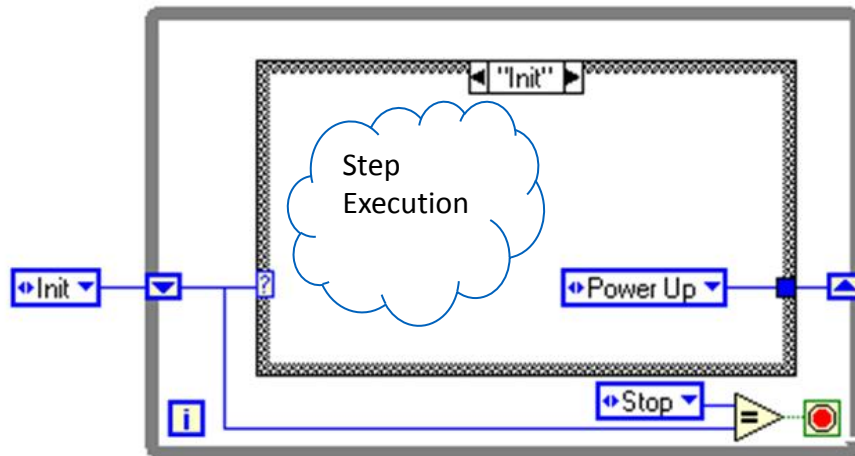 "Init"
Step
Execution
Init
?
Power Up
Stop
=
i